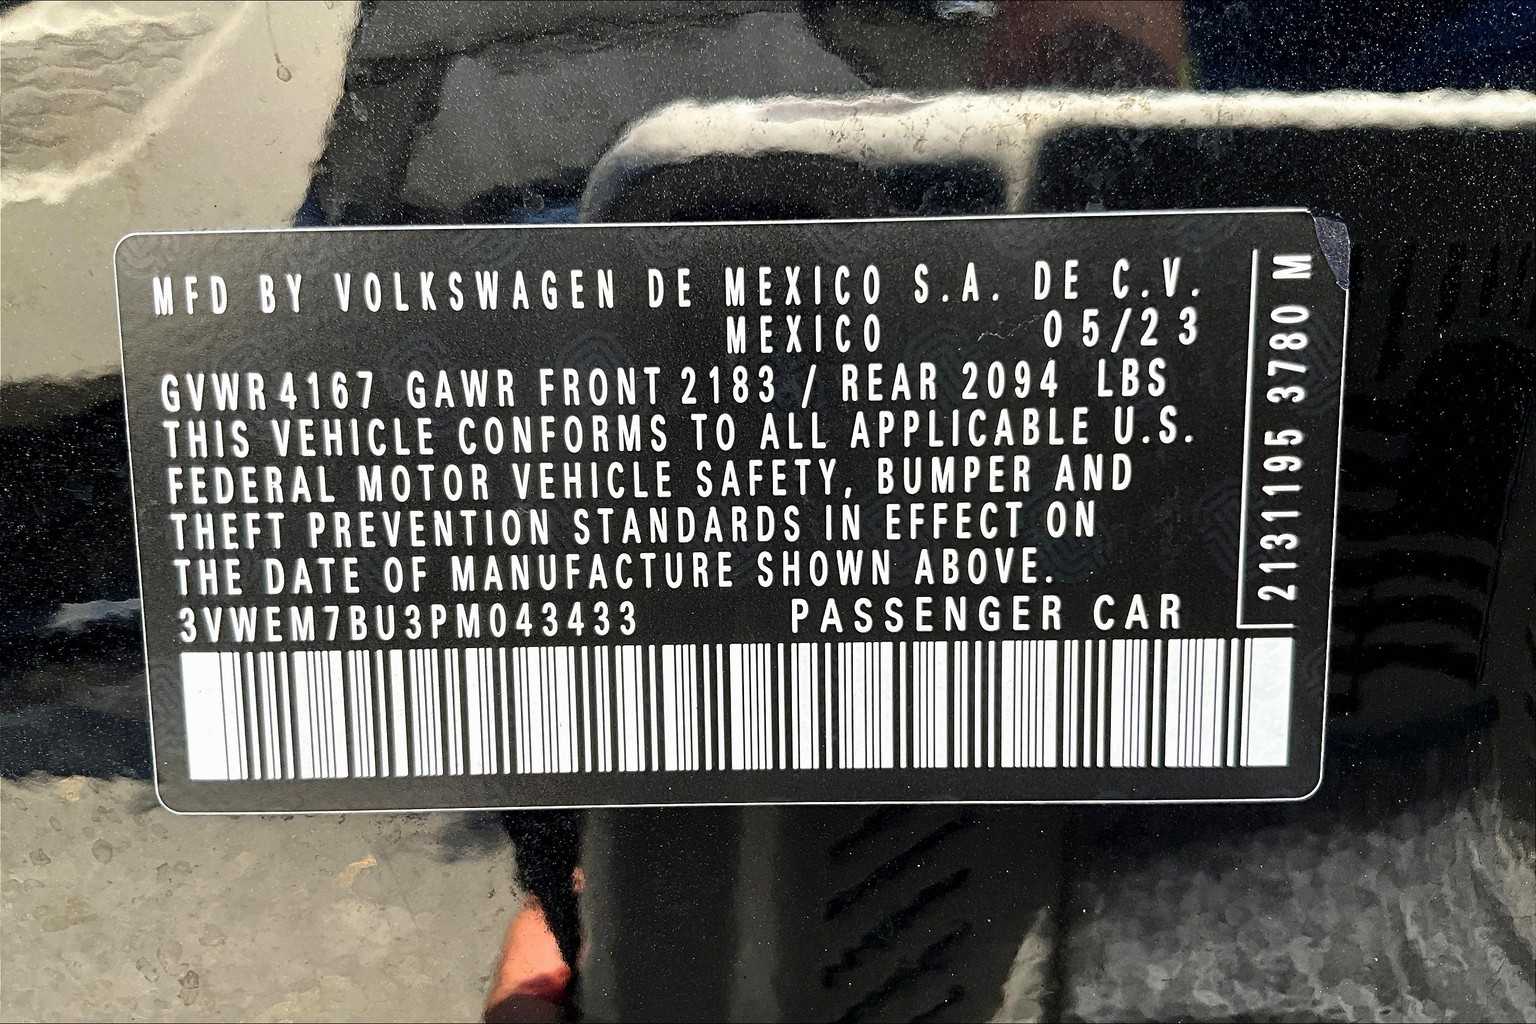 MFD BY VOLKSWAGEN DE MEXICO S.A. DE C.V.
MEXICO 05/23
GVWR 4167 GAWR FRONT 2183 / REAR 2094 LBS
THIS VEHICLE CONFORMS TO ALL APPLICABLE U.S.
FEDERAL MOTOR VEHICLE SAFETY, BUMPER AND
THEFT PREVENTION STANDARDS IN EFFECT ON
THE DATE OF MANUFACTURE SHOWN ABOVE.
3VWEM7BU3PM043433 PASSENGER CAR
2131195 3780 M